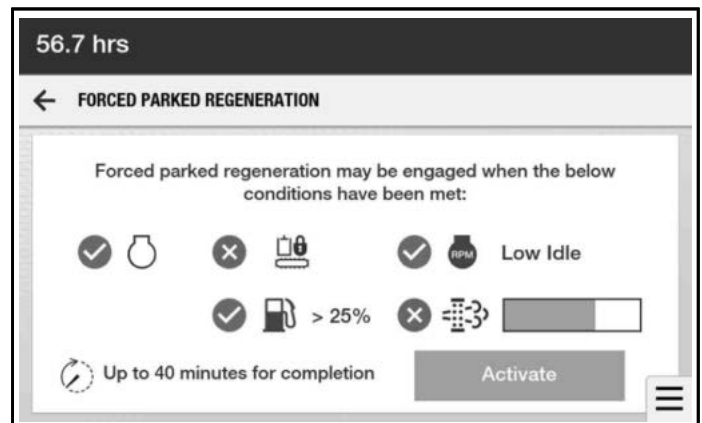 56.7 hrs
FORCED PARKED REGENERATION
Forced parked regeneration may be engaged when the below
conditions have been met:
RPM Low Idle
> 25%
Up to 40 minutes for completion
Activate